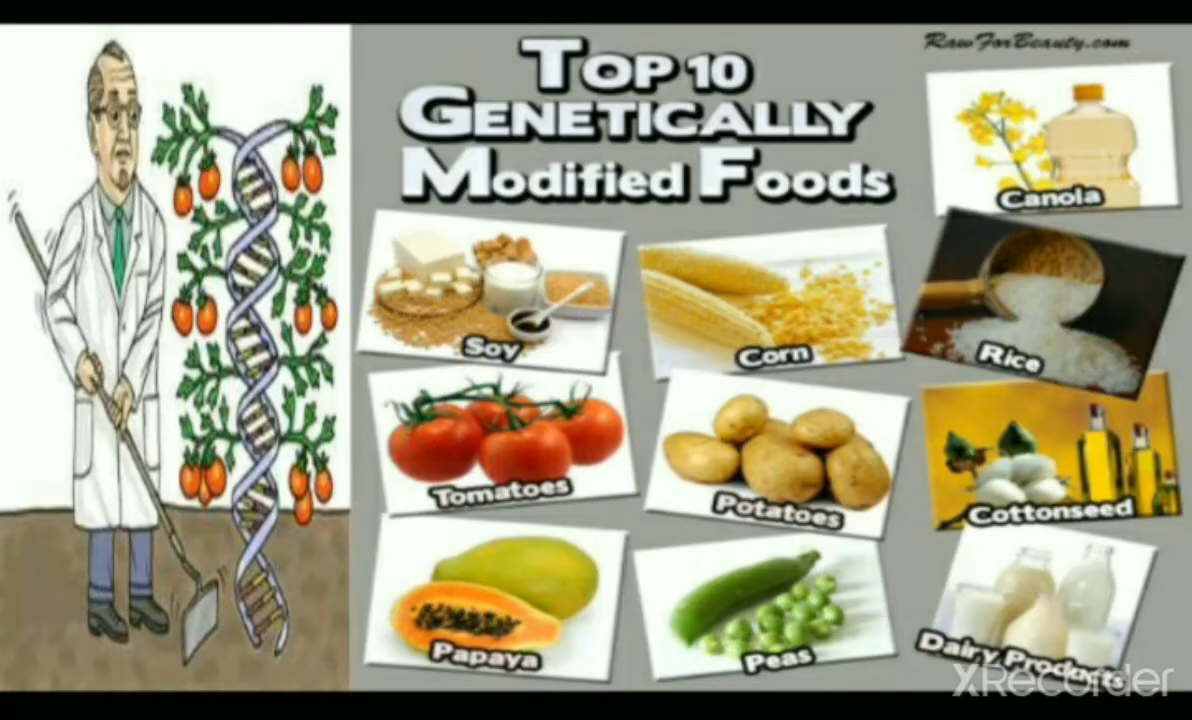 RawForBeauty.com
Top 10
Genetically
Modified Foods
Canola
Soy
Corn
Rice
Tomatoes
Potatoes
Cottonseed
Papaya
Peas
Dairy Products
XRecorder